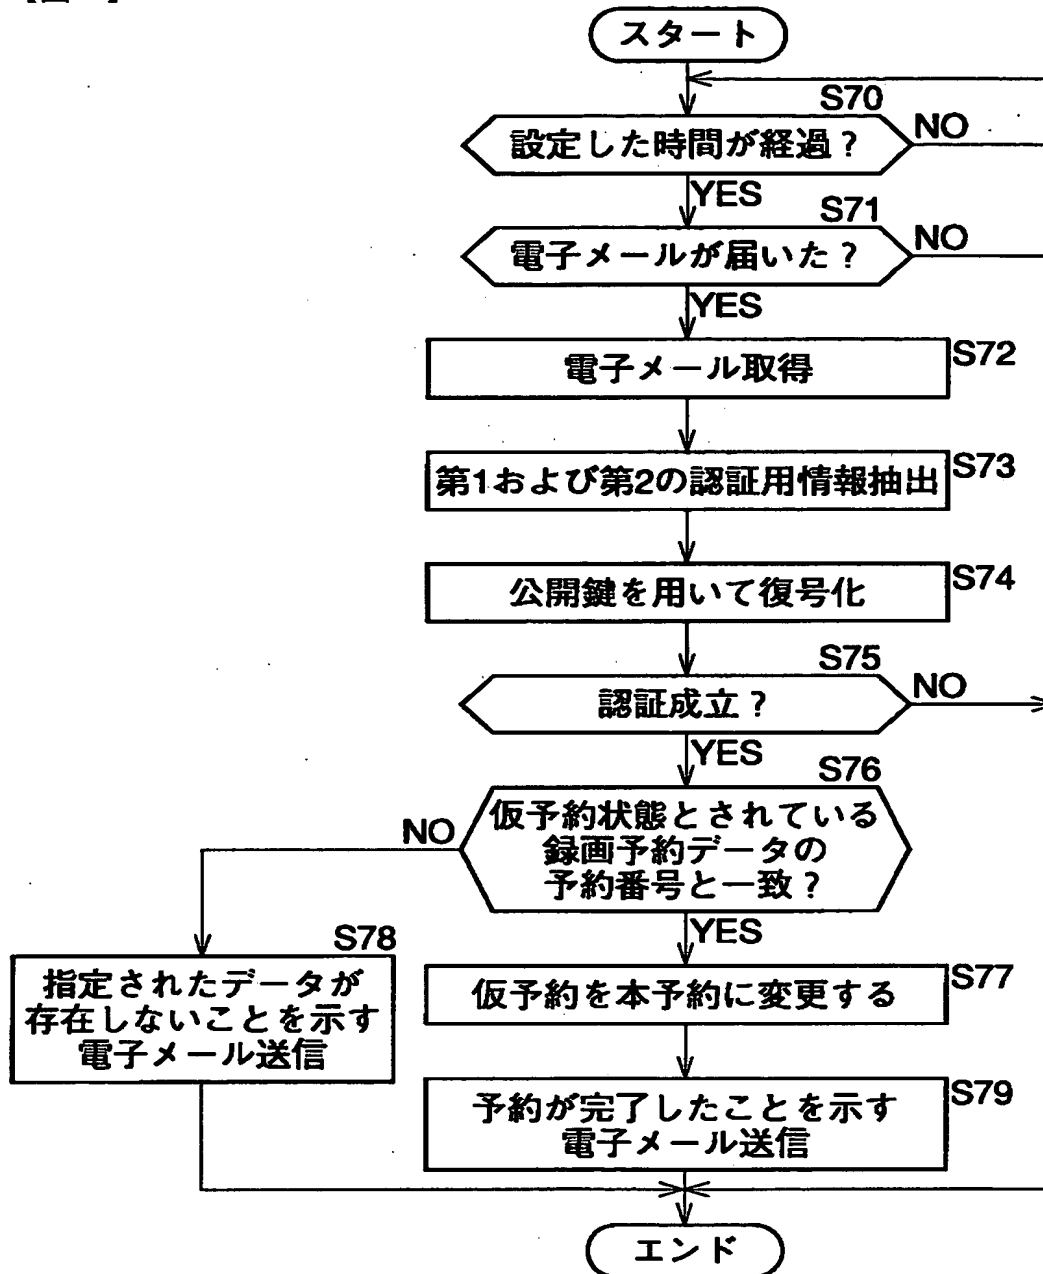 スタート
S70
設定した時間が経過？
NO
YES
S71
電子メールが届いた？
NO
YES
電子メール取得
S72
第1および第2の認証用情報抽出
S73
公開鍵を用いて復号化
S74
S75
認証成立？
NO
YES
S76
仮予約状態とされている
録画予約データの
予約番号と一致？
NO
YES
S78
指定されたデータが
存在しないことを示す
電子メール送信
仮予約を本予約に変更する
S77
予約が完了したことを示す
電子メール送信
S79
エンド